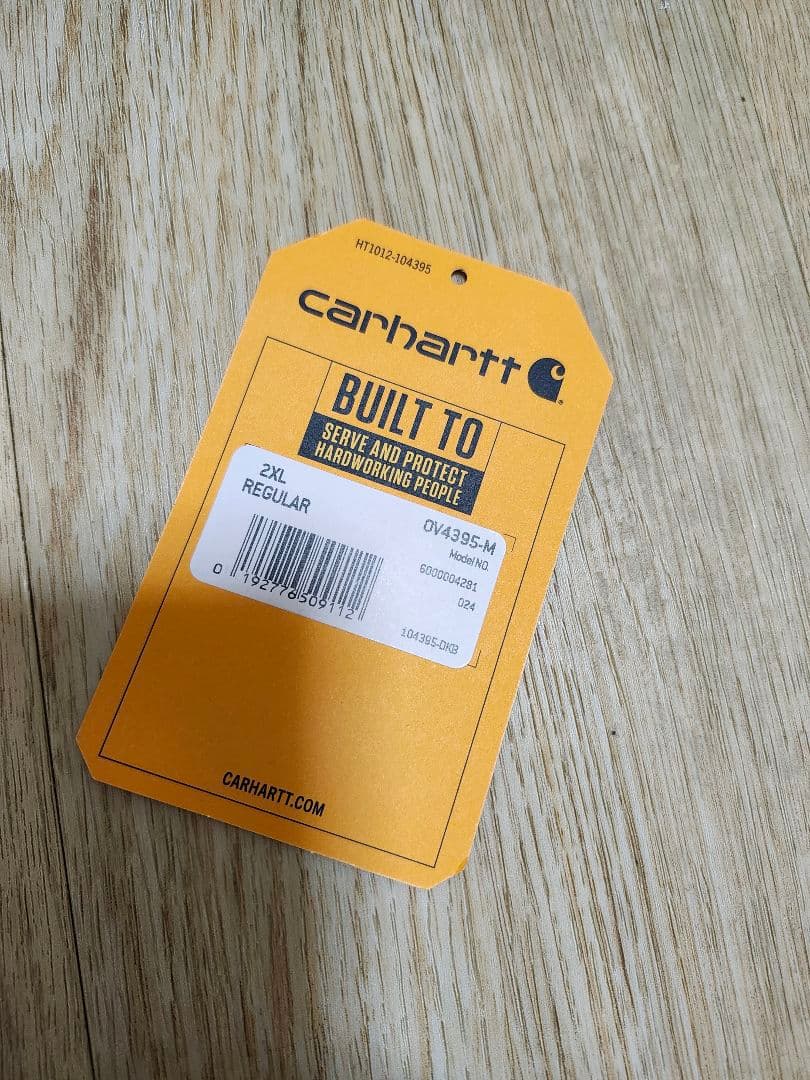 HT1012-104395
carhartt
BUILT TO
SERVE AND PROTECT
HARDWORKING PEOPLE
2XL
REGULAR
OV4395-M
Model NO.
6000004281
024
0 192776509112
104395-DKB
CARHARTT.COM